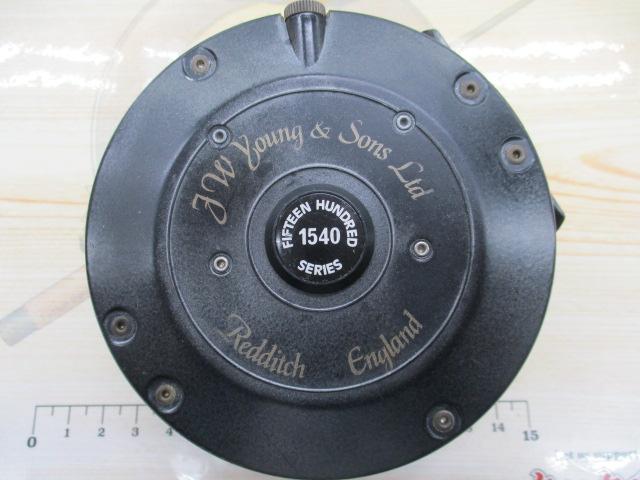 J W Young & Sons Ltd
FIFTEEN HUNDRED
1540
SERIES
Redditch England
0 1 2 3 4 14 15